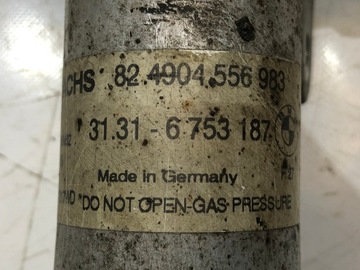 CHS 82 4904 556 983
31.31 - 6 753 187
Made in Germany
"DO NOT OPEN-GAS PRESSURE